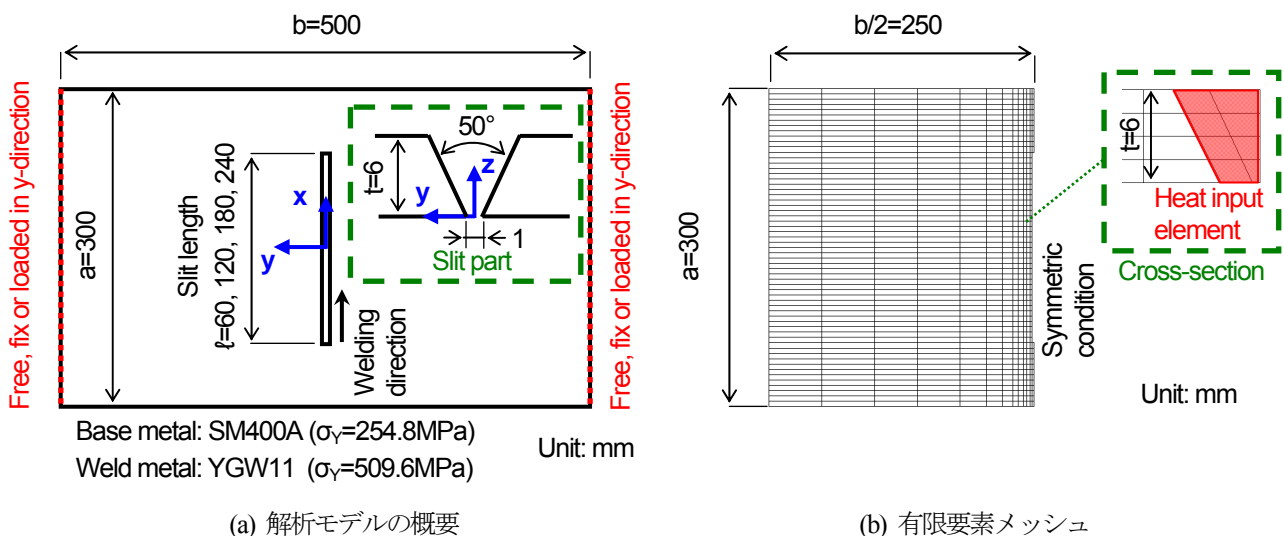 b=500
Free, fix or loaded in y-direction
a=300
Slit length
ℓ=60, 120, 180, 240
x
y
Welding
direction
t=6
50°
z
y
1
Slit part
Free, fix or loaded in y-direction
Base metal: SM400A (σY=254.8MPa)
Weld metal: YGW11 (σY=509.6MPa)
Unit: mm
(a) 解析モデルの概要
b/2=250
a=300
Symmetric
condition
t=6
Heat input
element
Cross-section
Unit: mm
(b) 有限要素メッシュ